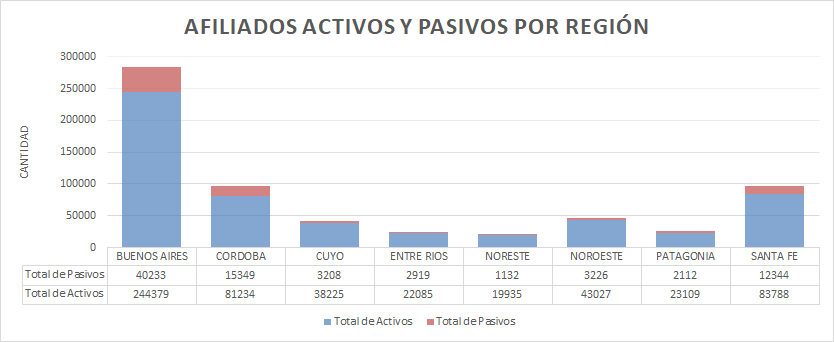 AFILIADOS ACTIVOS Y PASIVOS POR REGIÓN
CANTIDAD
300000
250000
200000
150000
100000
50000
0
BUENOS AIRES CORDOBA CUYO ENTRE RIOS NORESTE NOROESTE PATAGONIA SANTA FE
Total de Pasivos 40233 15349 3208 2919 1132 3226 2112 12344
Total de Activos 244379 81234 38225 22085 19935 43027 23109 83788
Total de Activos Total de Pasivos